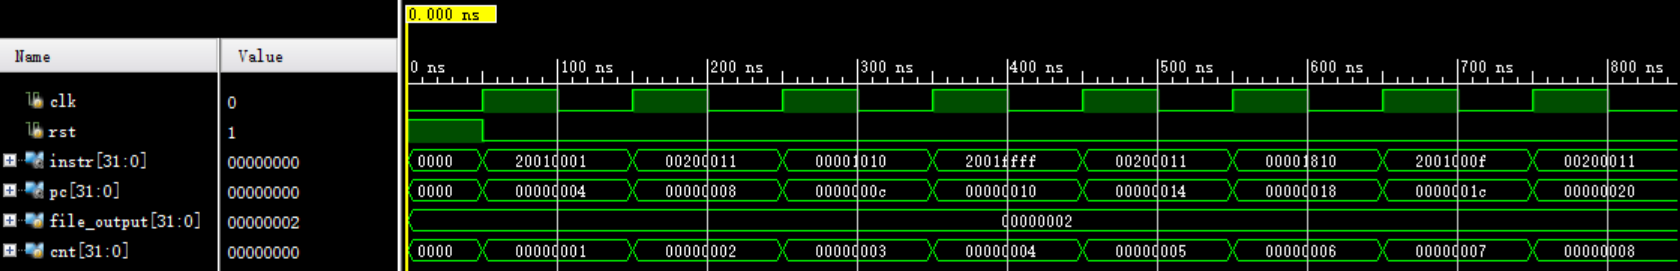 0.000 ns
Name Value
0 ns 100 ns 200 ns 300 ns 400 ns 500 ns 600 ns 700 ns 800 ns
clk 0
rst 1
instr[31:0] 00000000 0000 20010001 00200011 00001010 2001ffff 00200011 00001810 2001000f 00200011
pc[31:0] 00000000 0000 00000004 00000008 0000000c 00000010 00000014 00000018 0000001c 00000020
file_output[31:0] 00000002 00000002
cnt[31:0] 00000000 0000 00000001 00000002 00000003 00000004 00000005 00000006 00000007 00000008